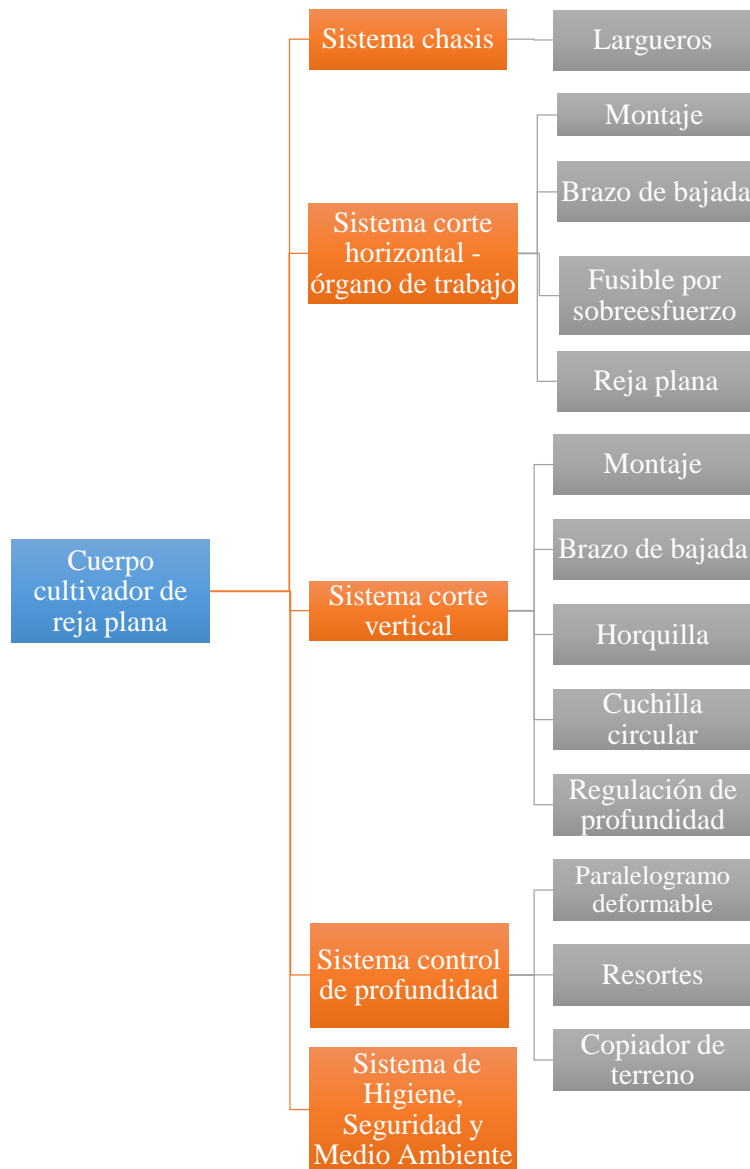 Cuerpo
cultivador de
reja plana
Sistema chasis
Largueros
Sistema corte
horizontal -
órgano de trabajo
Montaje
Brazo de bajada
Fusible por
sobreesfuerzo
Reja plana
Sistema corte
vertical
Montaje
Brazo de bajada
Horquilla
Cuchilla
circular
Regulación de
profundidad
Sistema control
de profundidad
Paralelogramo
deformable
Resortes
Copiador de
terreno
Sistema de
Higiene,
Seguridad y
Medio Ambiente